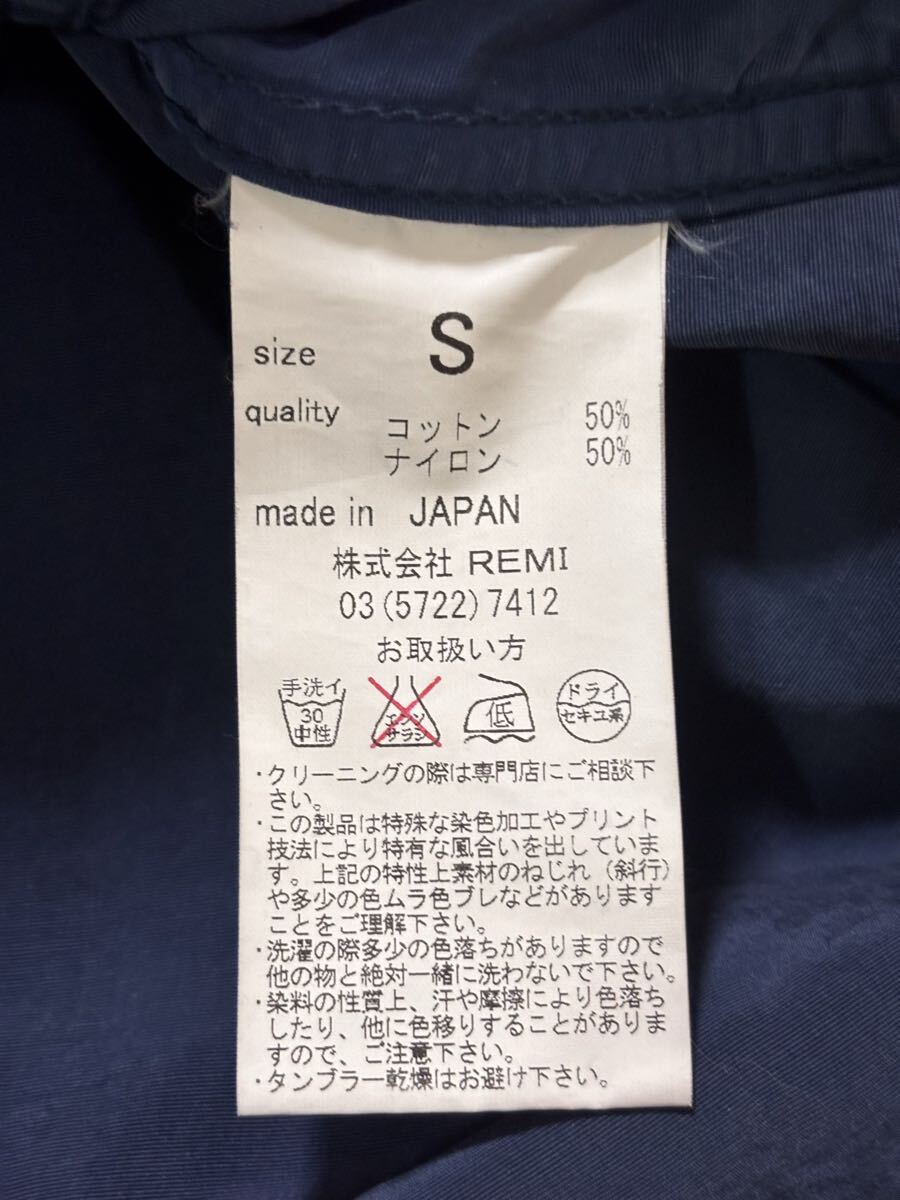 size S
quality コットン 50%
ナイロン 50%
made in JAPAN
株式会社 REMI
03(5722)7412
お取扱い方
手洗イ 30 中性
エンソ サラシ
低
ドライ セキユ系
・クリーニングの際は専門店にご相談下
さい。
・この製品は特殊な染色加工やプリント
技法により特有な風合いを出していま
す。上記の特性上素材のねじれ(斜行)
や多少の色ムラ色ブレなどがあります
ことをご理解下さい。
・洗濯の際多少の色落ちがありますので
他の物と絶対一緒に洗わないで下さい。
・染料の性質上、汗や摩擦により色落ち
したり、他に色移りすることがありま
すので、ご注意下さい。
・タンブラー乾燥はお避け下さい。